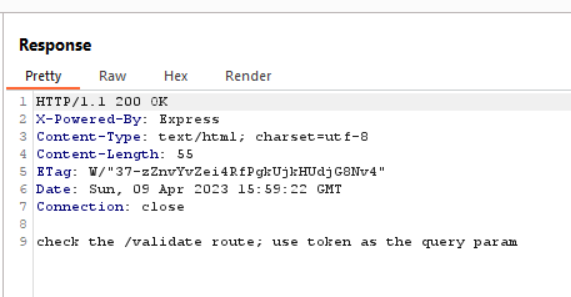 Response
Pretty Raw Hex Render
1 HTTP/1.1 200 OK
2 X-Powered-By: Express
3 Content-Type: text/html; charset=utf-8
4 Content-Length: 55
5 ETag: W/"37-zZnvYvZei4RfPgkUjkHUdjG8Nv4"
6 Date: Sun, 09 Apr 2023 15:59:22 GMT
7 Connection: close
8
9 check the /validate route; use token as the query param